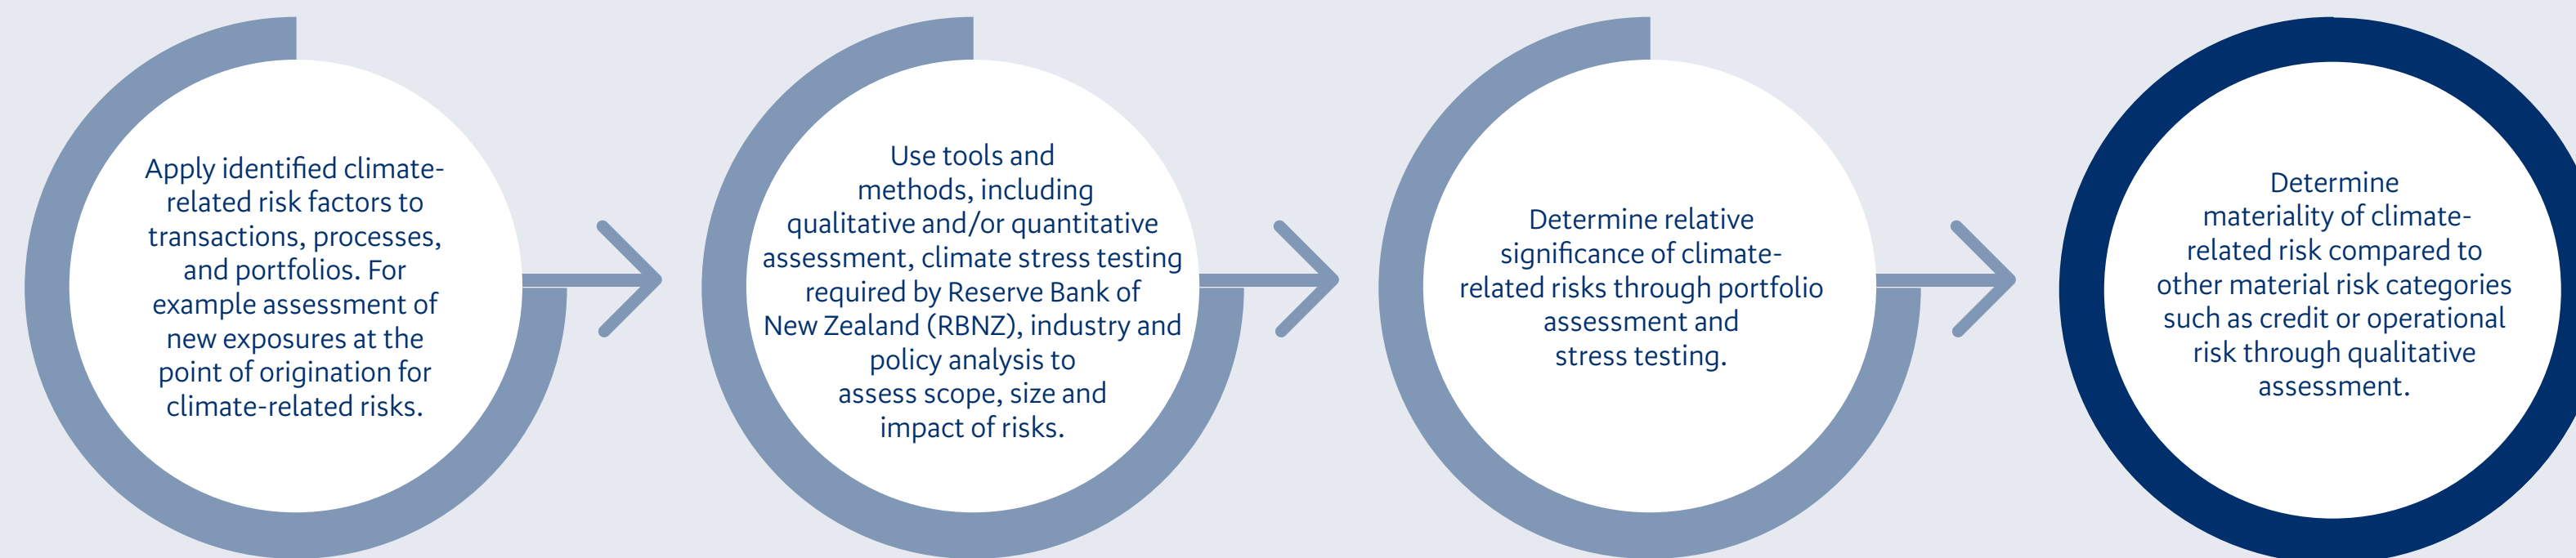 Apply identified climate-
related risk factors to
transactions, processes,
and portfolios. For
example assessment of
new exposures at the
point of origination for
climate-related risks.
Use tools and
methods, including
qualitative and/or quantitative
assessment, climate stress testing
required by Reserve Bank of
New Zealand (RBNZ), industry and
policy analysis to
assess scope, size and
impact of risks.
Determine relative
significance of climate-
related risks through portfolio
assessment and
stress testing.
Determine
materiality of climate-
related risk compared to
other material risk categories
such as credit or operational
risk through qualitative
assessment.